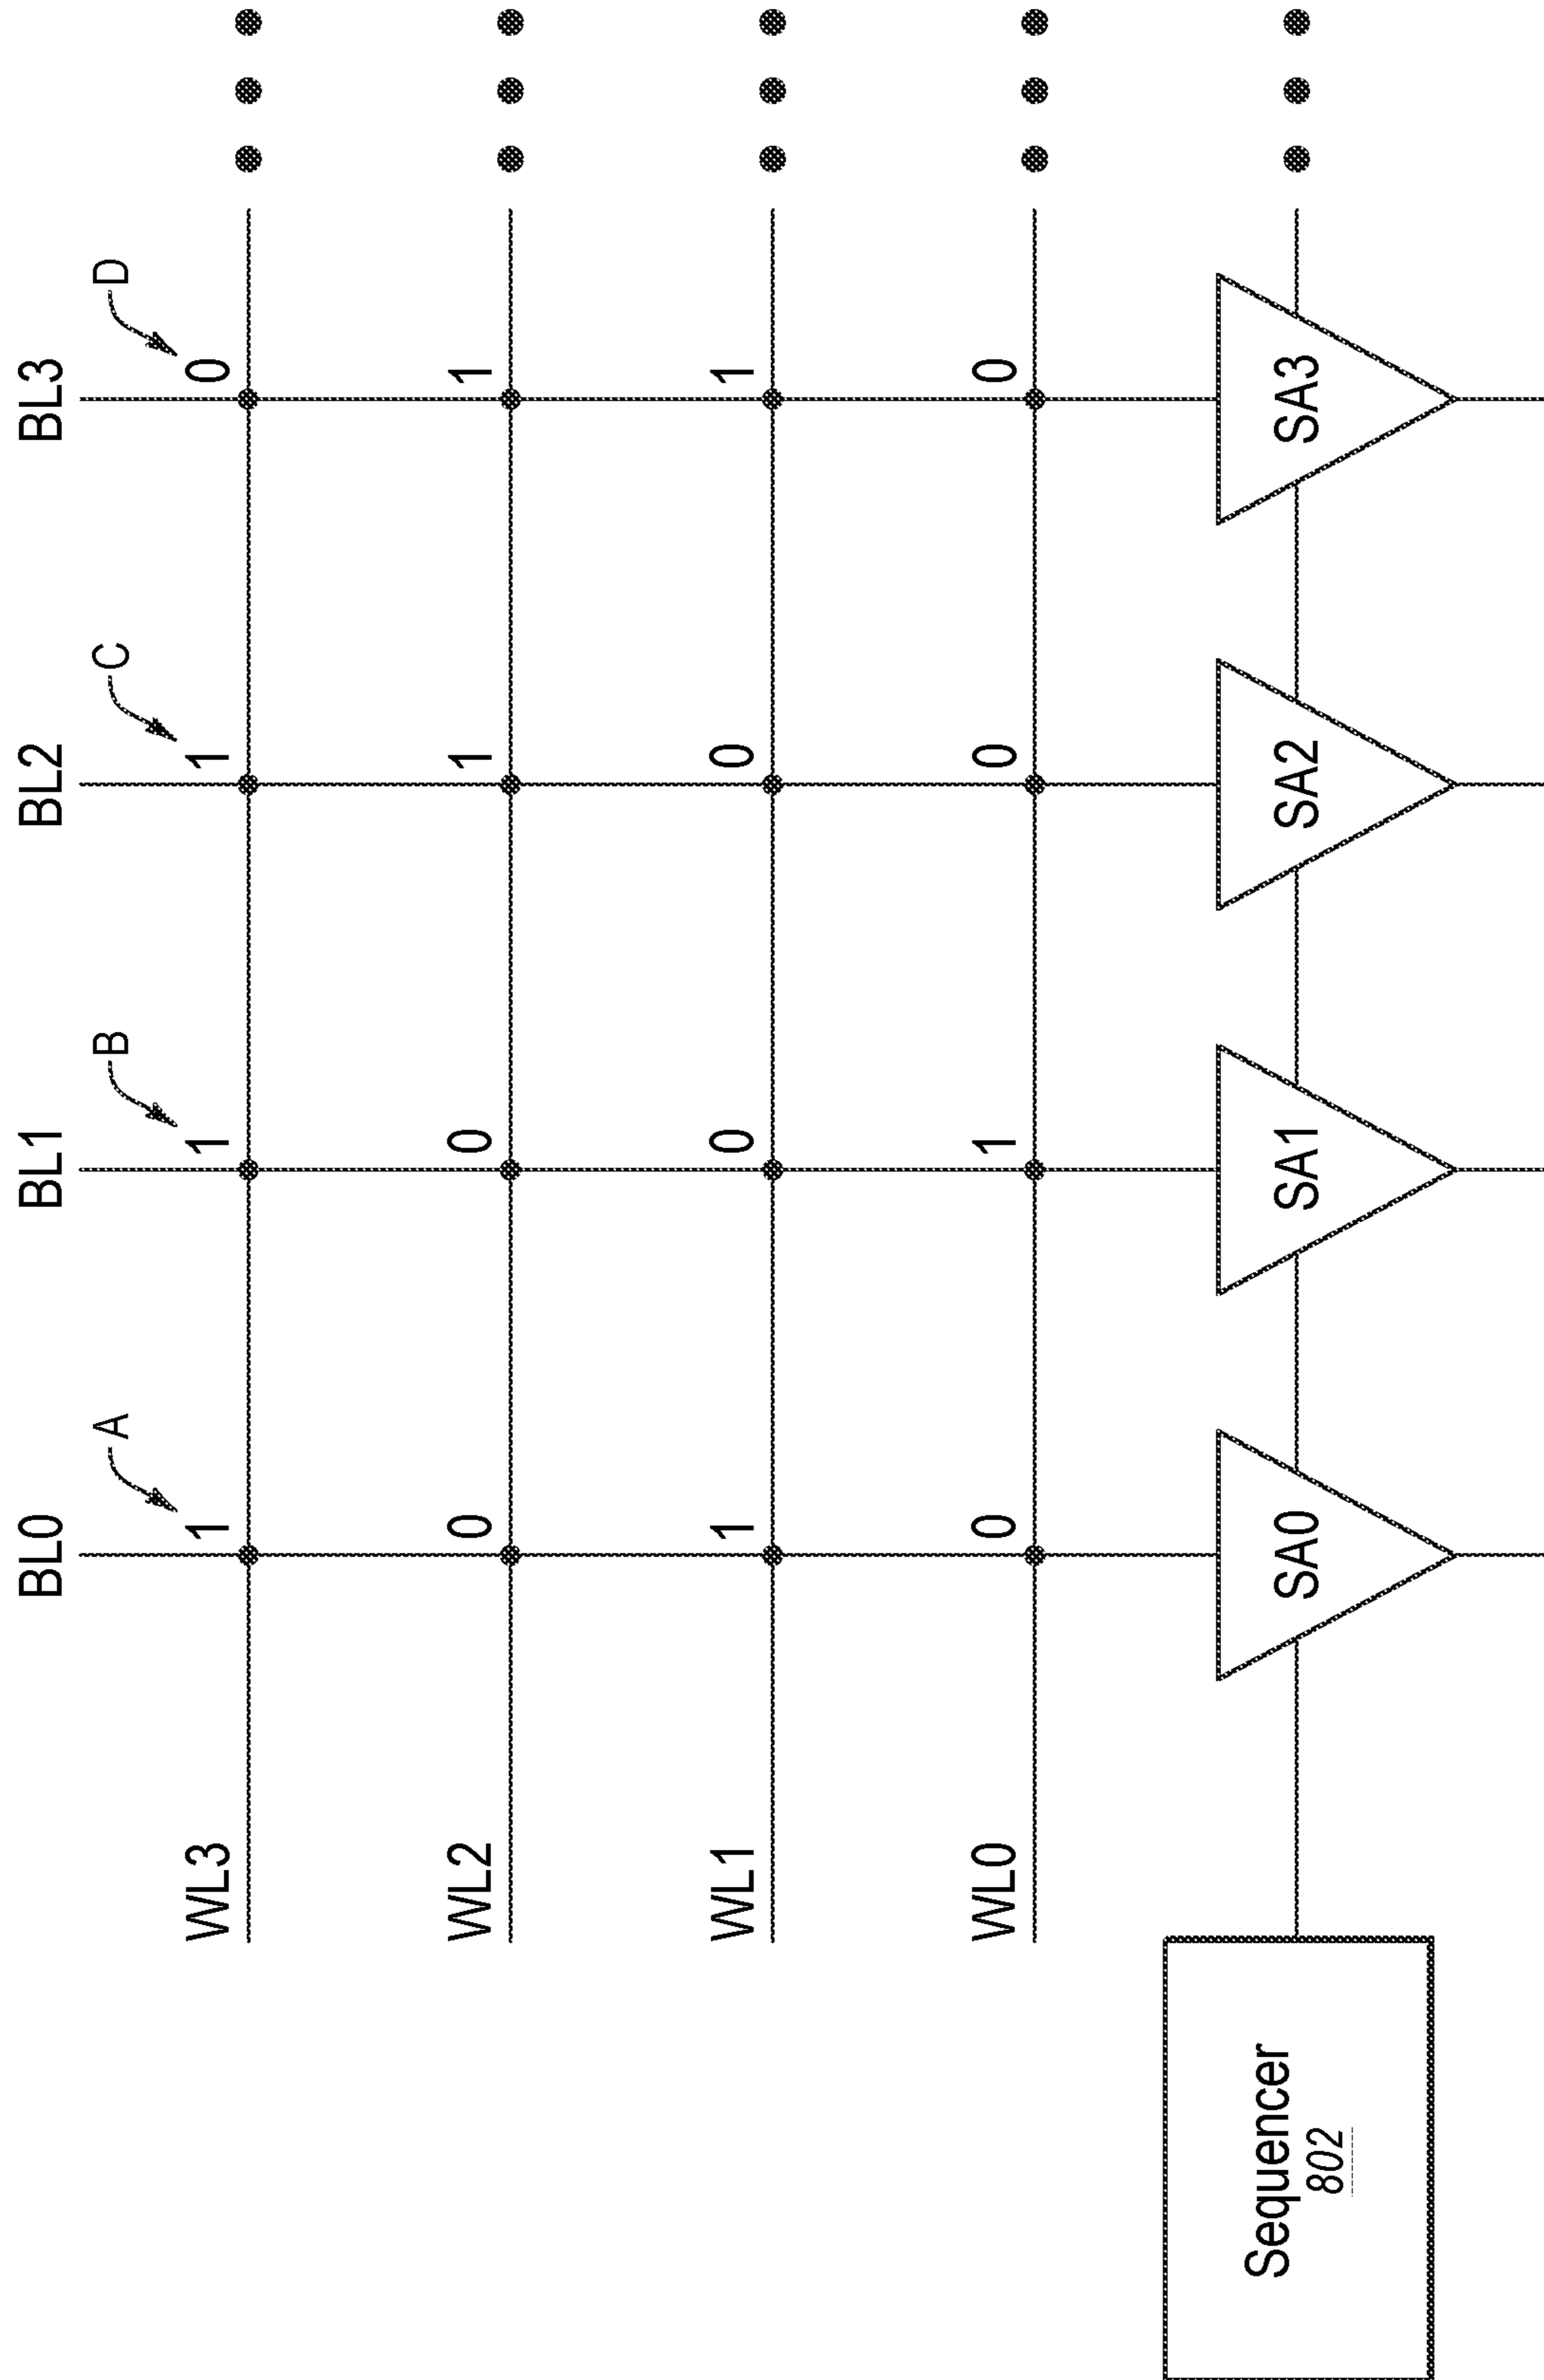 BL0 BL1 BL2 BL3
A B C D
WL3 1 1 1 0
WL2 0 0 1 1
WL1 1 0 0 1
WL0 0 1 0 0
Sequencer SA0 SA1 SA2 SA3
802